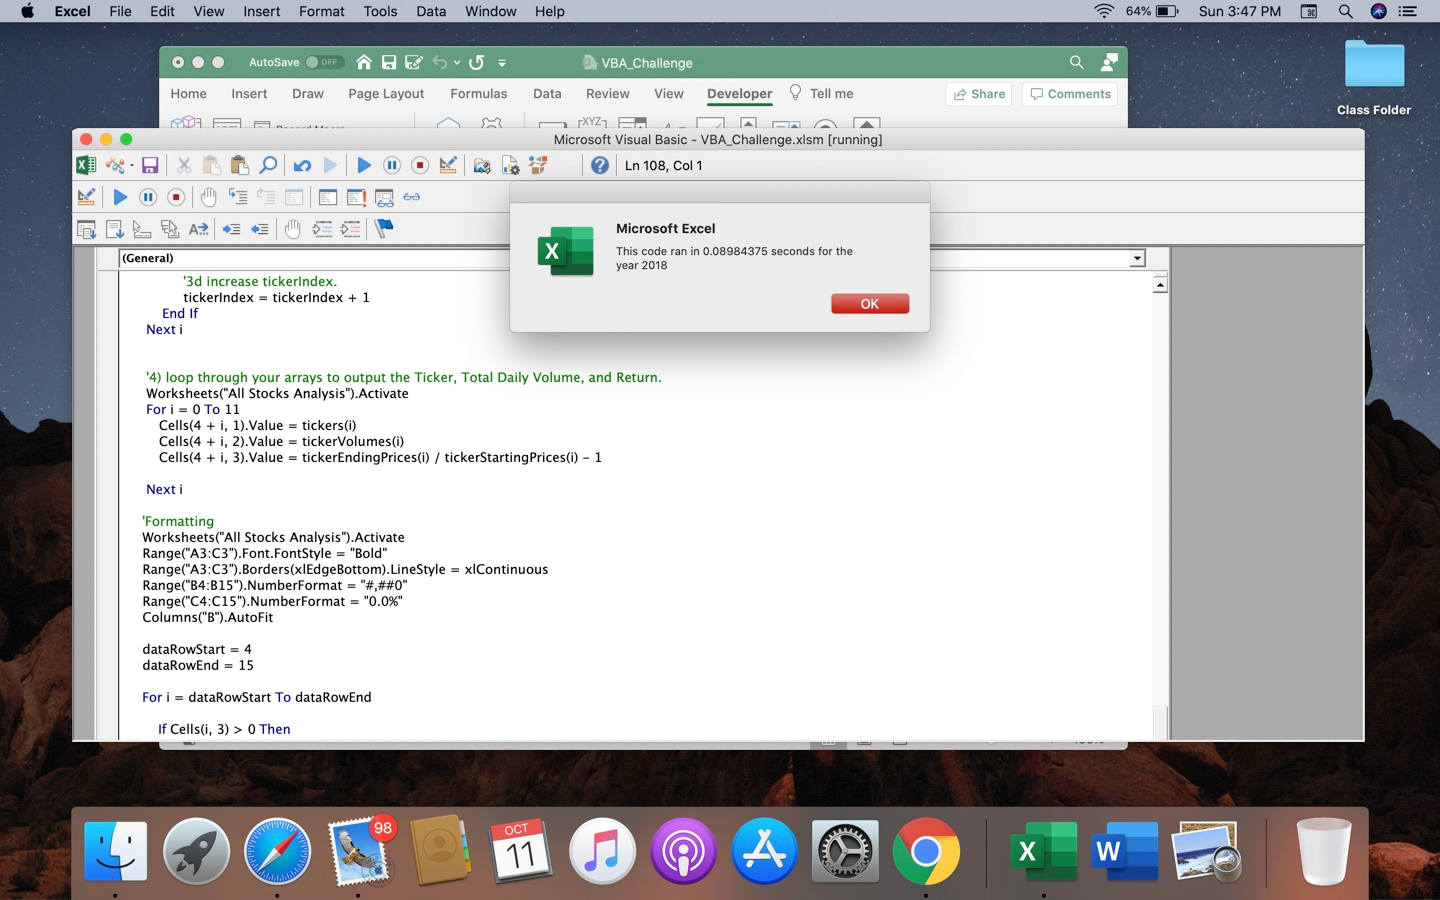 Excel File Edit View Insert Format Tools Data Window Help 64% Sun 3:47 PM
AutoSave OFF VBA_Challenge
Home Insert Draw Page Layout Formulas Data Review View Developer Tell me Share Comments
Class Folder
Microsoft Visual Basic - VBA_Challenge.xlsm [running]
Ln 108, Col 1
(General)
Microsoft Excel
This code ran in 0.08984375 seconds for the
year 2018
OK
'3d increase tickerIndex.
tickerIndex = tickerIndex + 1
End If
Next i
'4) loop through your arrays to output the Ticker, Total Daily Volume, and Return.
Worksheets("All Stocks Analysis").Activate
For i = 0 To 11
Cells(4 + i, 1).Value = tickers(i)
Cells(4 + i, 2).Value = tickerVolumes(i)
Cells(4 + i, 3).Value = tickerEndingPrices(i) / tickerStartingPrices(i) - 1
Next i
'Formatting
Worksheets("All Stocks Analysis").Activate
Range("A3:C3").Font.FontStyle = "Bold"
Range("A3:C3").Borders(xlEdgeBottom).LineStyle = xlContinuous
Range("B4:B15").NumberFormat = "#,##0"
Range("C4:C15").NumberFormat = "0.0%"
Columns("B").AutoFit
dataRowStart = 4
dataRowEnd = 15
For i = dataRowStart To dataRowEnd
If Cells(i, 3) > 0 Then
98
OCT
11
X
W